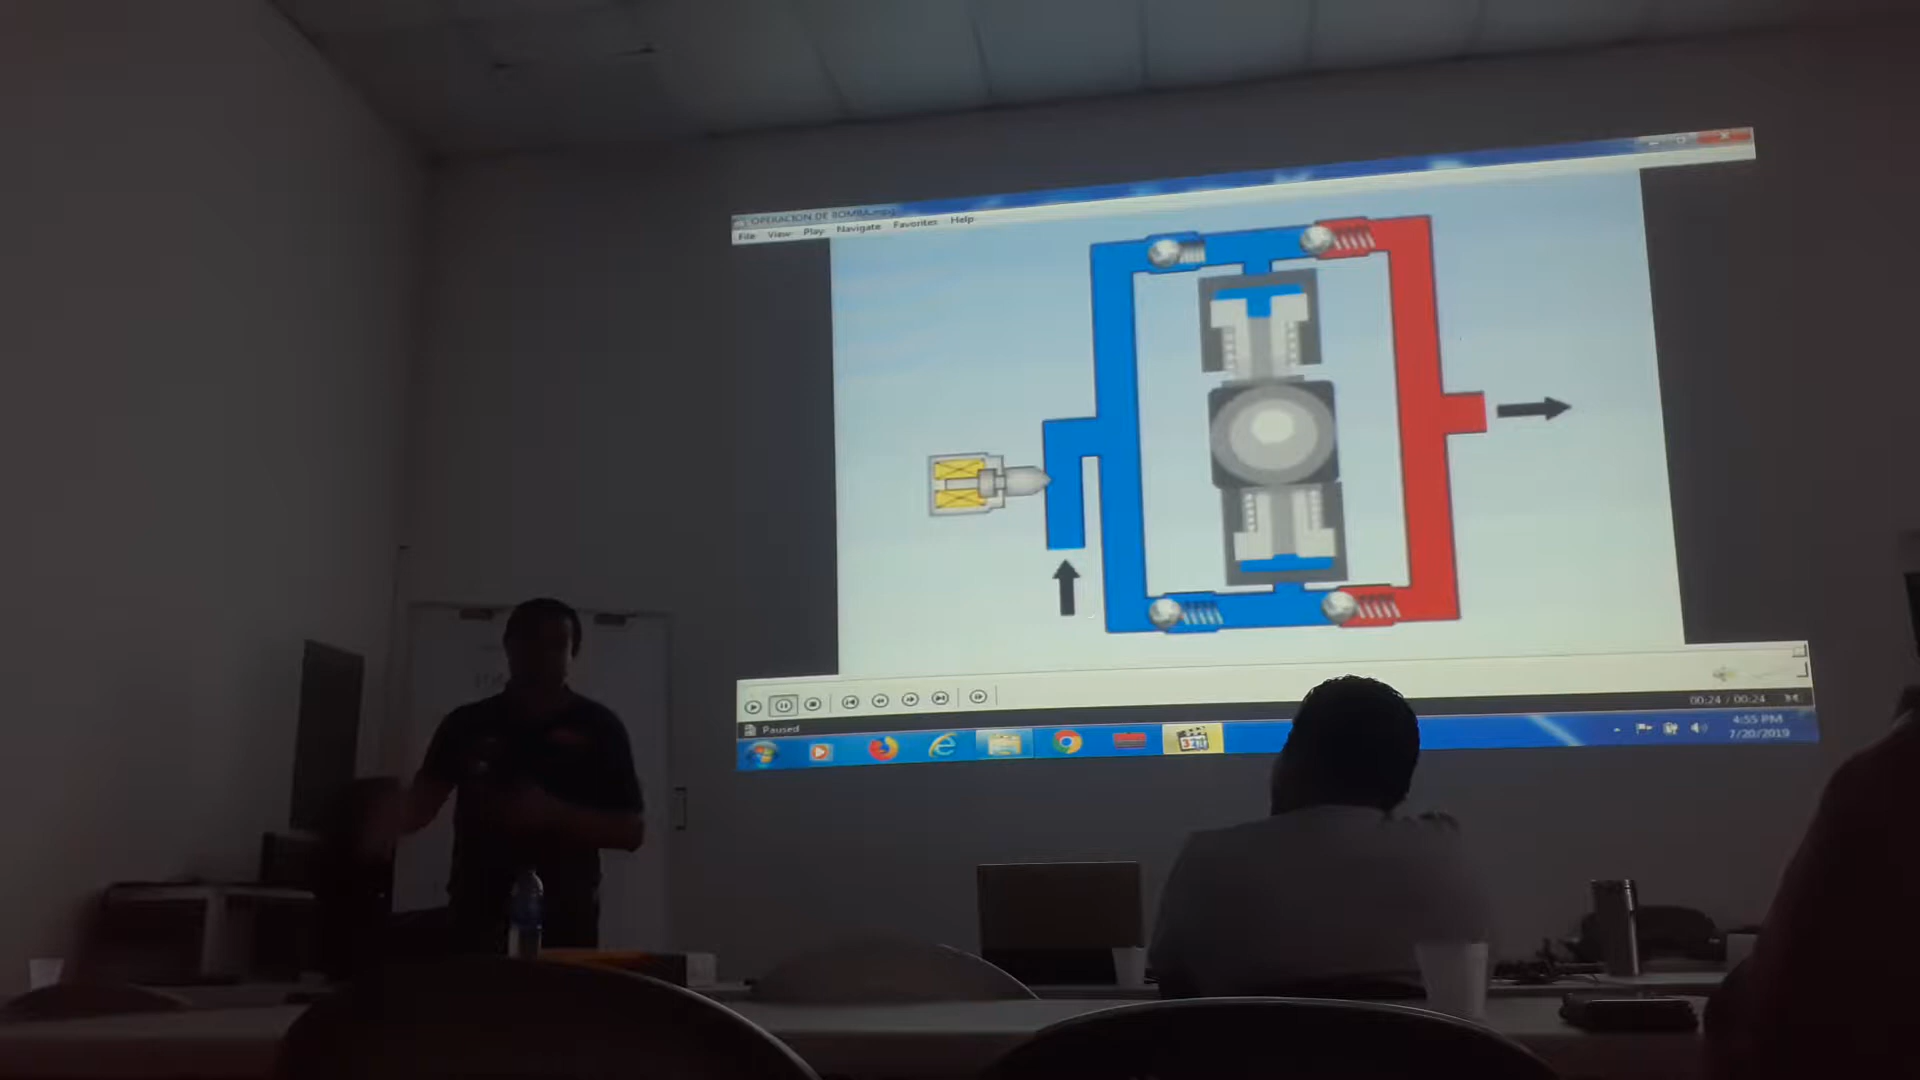 OPERACION DE BOMBA.mpg
File View Play Navigate Favorites Help
00:24 / 00:24
Paused
4:55 PM
7/20/2019